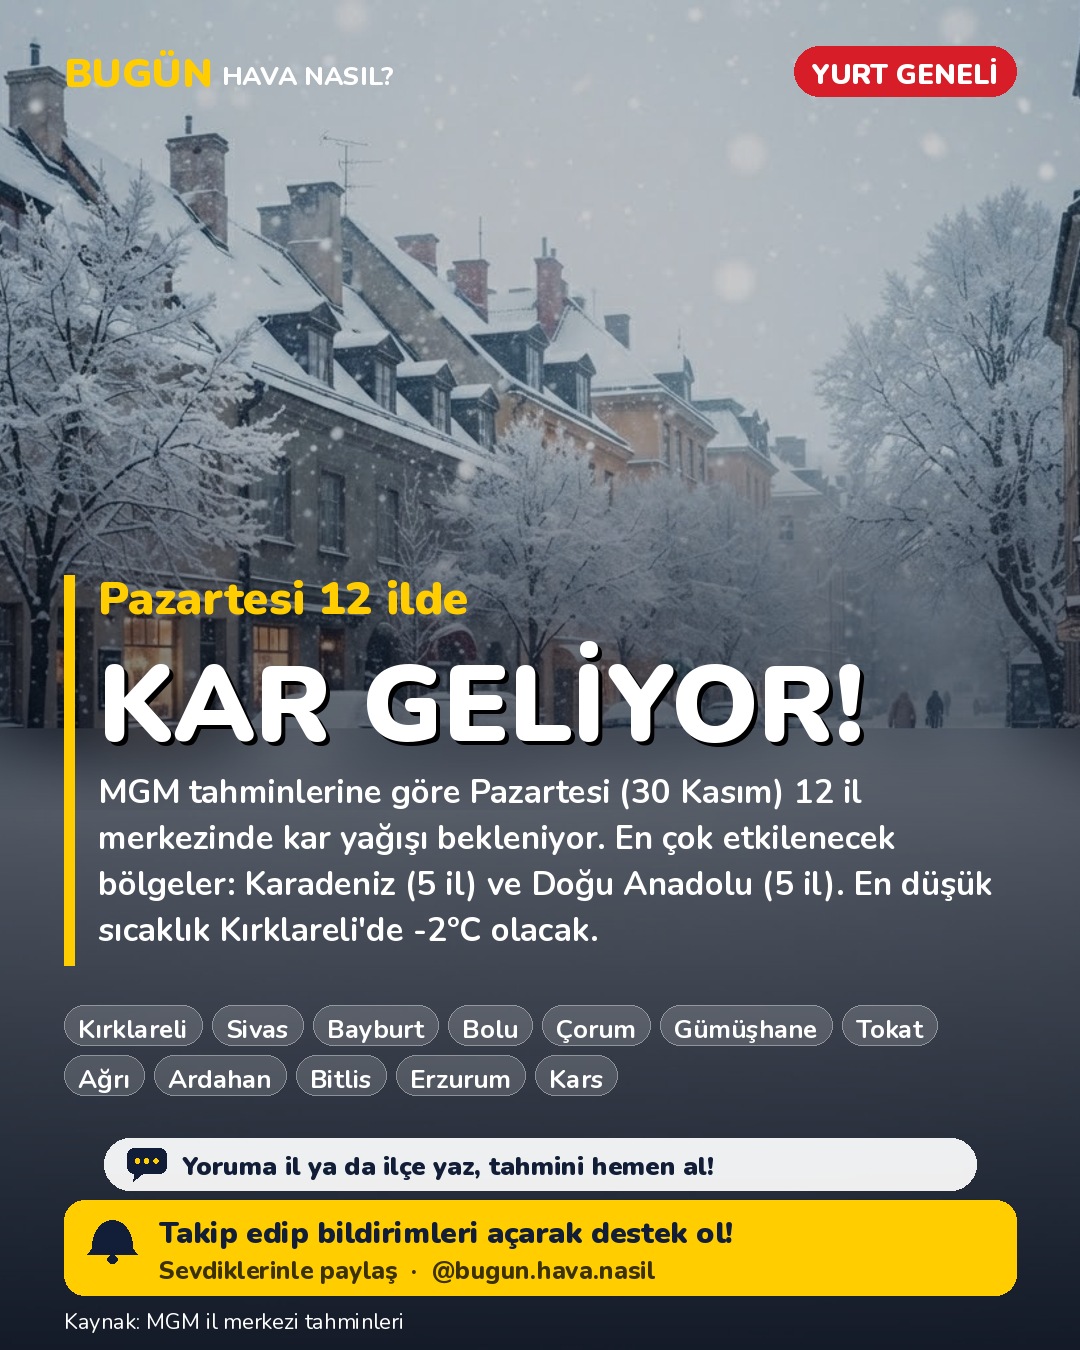 BUGÜN HAVA NASIL?
YURT GENELİ
Pazartesi 12 ilde
KAR GELİYOR!
MGM tahminlerine göre Pazartesi (30 Kasım) 12 il
merkezinde kar yağışı bekleniyor. En çok etkilenecek
bölgeler: Karadeniz (5 il) ve Doğu Anadolu (5 il). En düşük
sıcaklık Kırklareli'de -2°C olacak.
Kırklareli Sivas Bayburt Bolu Çorum Gümüşhane Tokat
Ağrı Ardahan Bitlis Erzurum Kars
Yoruma il ya da ilçe yaz, tahmini hemen al!
Takip edip bildirimleri açarak destek ol!
Sevdiklerinle paylaş · @bugun.hava.nasil
Kaynak: MGM il merkezi tahminleri